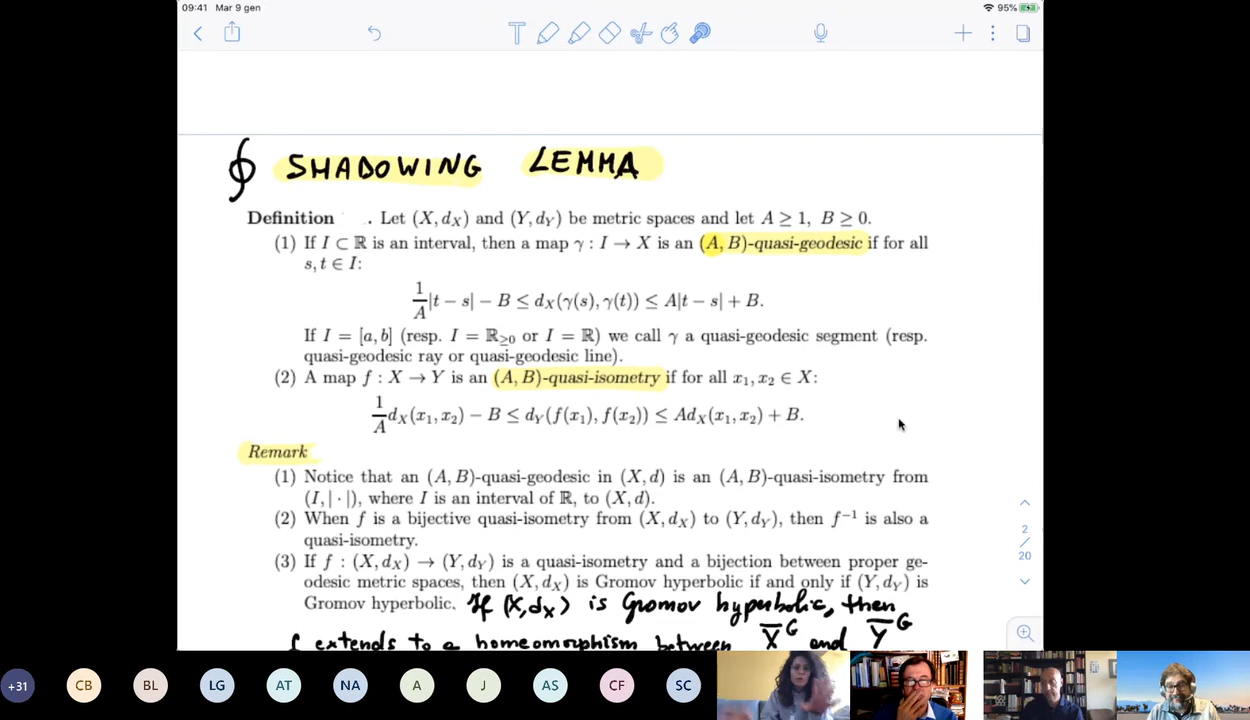 09:41 Mar 9 gen
95%
∮ SHADOWING LEMMA
Definition . Let (X, d_X) and (Y, d_Y) be metric spaces and let A ≥ 1, B ≥ 0.
(1) If I ⊂ ℝ is an interval, then a map γ : I → X is an (A, B)-quasi-geodesic if for all
s, t ∈ I:
1/A|t − s| − B ≤ d_X(γ(s), γ(t)) ≤ A|t − s| + B.
If I = [a, b] (resp. I = ℝ_≥0 or I = ℝ) we call γ a quasi-geodesic segment (resp.
quasi-geodesic ray or quasi-geodesic line).
(2) A map f : X → Y is an (A, B)-quasi-isometry if for all x_1, x_2 ∈ X:
1/A d_X(x_1, x_2) − B ≤ d_Y(f(x_1), f(x_2)) ≤ Ad_X(x_1, x_2) + B.
Remark
(1) Notice that an (A, B)-quasi-geodesic in (X, d) is an (A, B)-quasi-isometry from
(I, | · |), where I is an interval of ℝ, to (X, d).
(2) When f is a bijective quasi-isometry from (X, d_X) to (Y, d_Y), then f^−1 is also a
quasi-isometry.
(3) If f : (X, d_X) → (Y, d_Y) is a quasi-isometry and a bijection between proper ge-
odesic metric spaces, then (X, d_X) is Gromov hyperbolic if and only if (Y, d_Y) is
Gromov hyperbolic. If (X, d_X) is Gromov hyperbolic, then
f extends to a homeomorphism between X̅^G and Y̅^G
2
/
20
+31
CB
BL
LG
AT
NA
A
J
AS
CF
SC